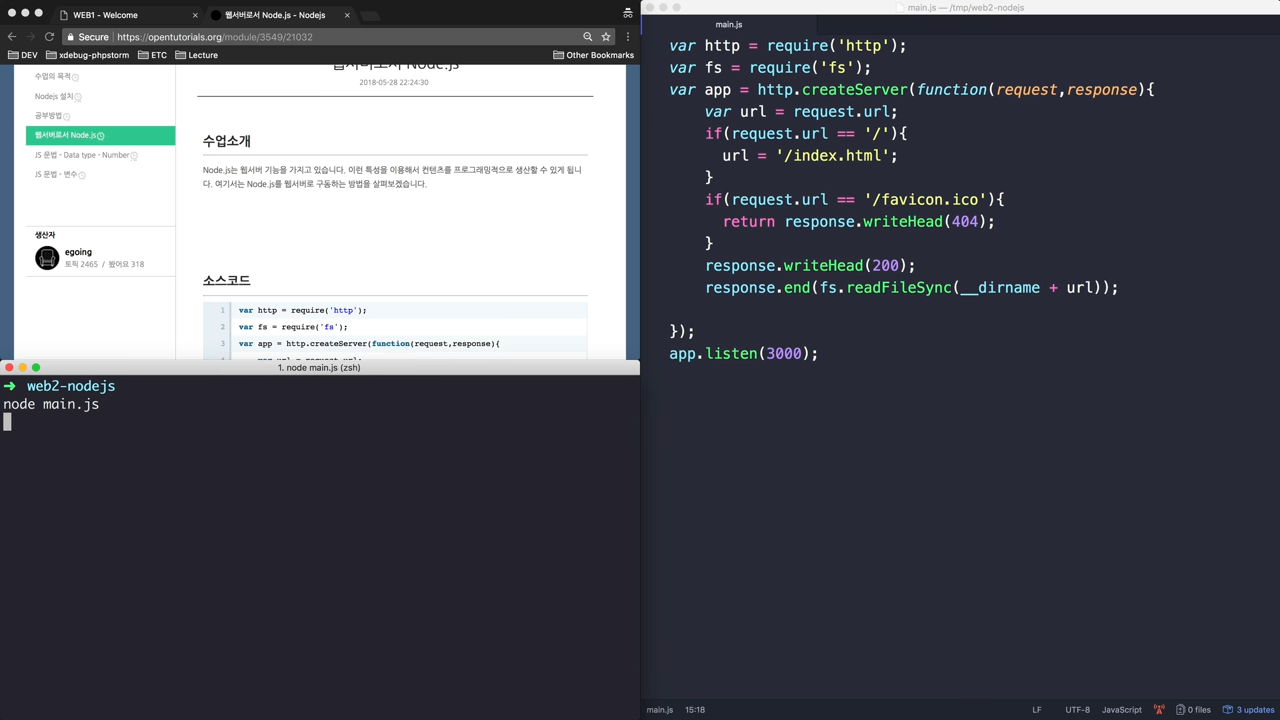 WEB1 - Welcome
웹서버로서 Node.js - Nodejs
Secure
https://opentutorials.org/module/3549/21032
DEV
xdebug-phpstorm
ETC
Lecture
Other Bookmarks
수업의 목적
Nodejs 설치
공부방법
웹서버로서 Node.js
JS 문법 - Data type - Number
JS 문법 - 변수
생산자
egoing
토픽 2465 / 봤어요 318
웹서버로서 Node.js
2018-05-28 22:24:30
수업소개
Node.js는 웹서버 기능을 가지고 있습니다. 이런 특성을 이용해서 컨텐츠를 프로그래밍적으로 생산할 수 있게 됩니
다. 여기서는 Node.js를 웹서버로 구동하는 방법을 살펴보겠습니다.
소스코드
1 var http = require('http');
2 var fs = require('fs');
3 var app = http.createServer(function(request,response){
1. node main.js (zsh)
➜ web2-nodejs
node main.js
main.js — /tmp/web2-nodejs
main.js
var http = require('http');
var fs = require('fs');
var app = http.createServer(function(request,response){
var url = request.url;
if(request.url == '/'){
url = '/index.html';
}
if(request.url == '/favicon.ico'){
return response.writeHead(404);
}
response.writeHead(200);
response.end(fs.readFileSync(__dirname + url));
});
app.listen(3000);
main.js 15:18
LF
UTF-8
JavaScript
0 files
3 updates